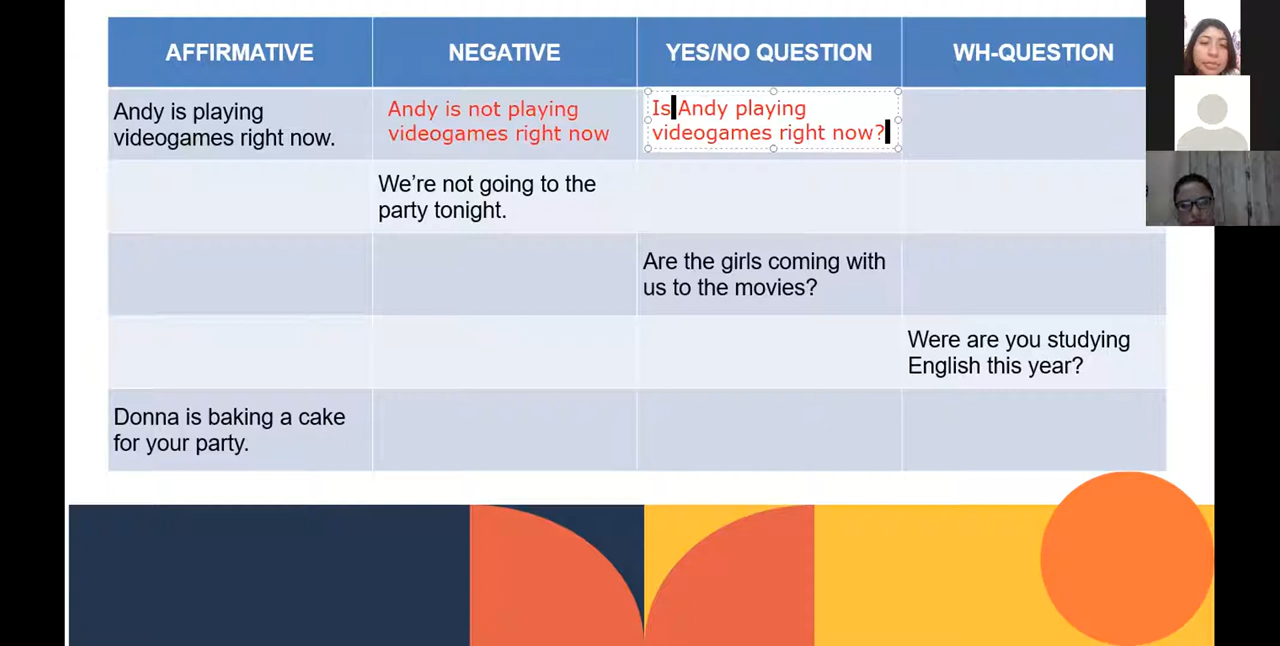 AFFIRMATIVE
NEGATIVE
YES/NO QUESTION
WH-QUESTION
Andy is playing
videogames right now.
Andy is not playing
videogames right now
Is Andy playing
videogames right now?
We’re not going to the
party tonight.
Are the girls coming with
us to the movies?
Were are you studying
English this year?
Donna is baking a cake
for your party.